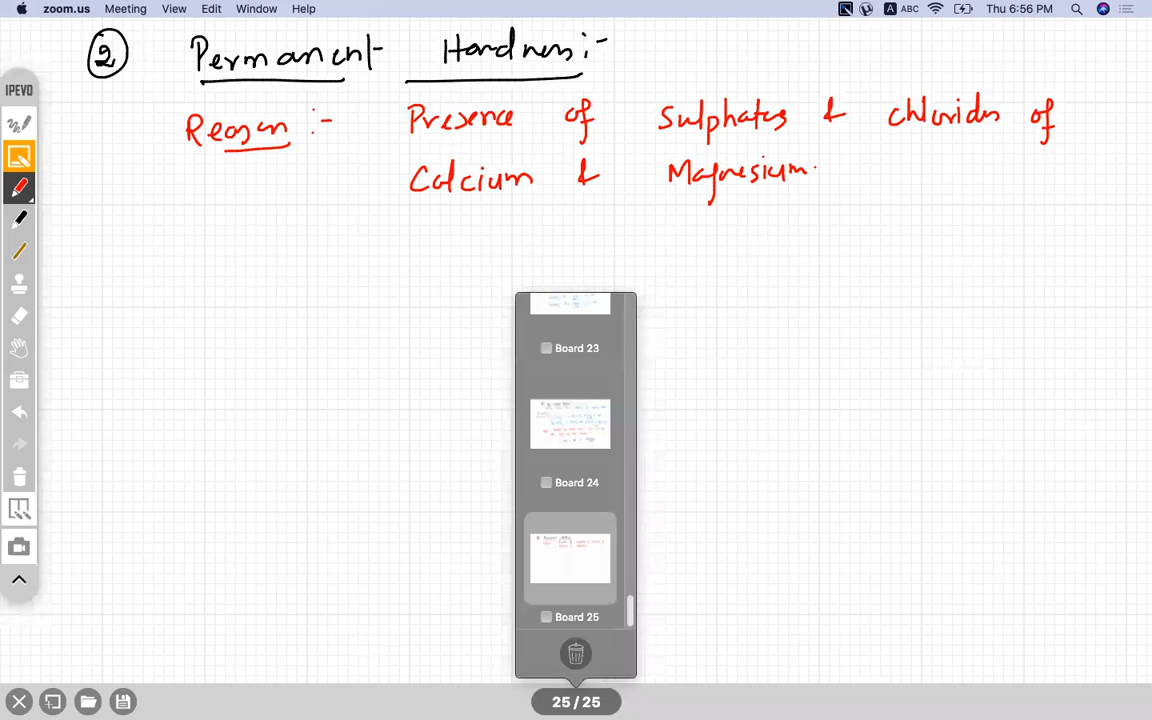 zoom.us Meeting View Edit Window Help A ABC Thu 6:56 PM
② Permanent Hardness:-
IPEVO
Reason :- Presence of Sulphates & chlorides of
Calcium & Magnesium.
Board 23
Board 24
Board 25
25 / 25